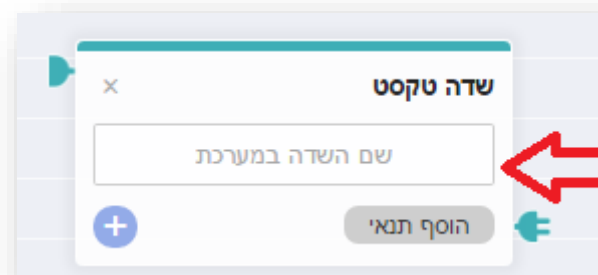 שדה טקסט ×
שם השדה במערכת
הוסף תנאי +